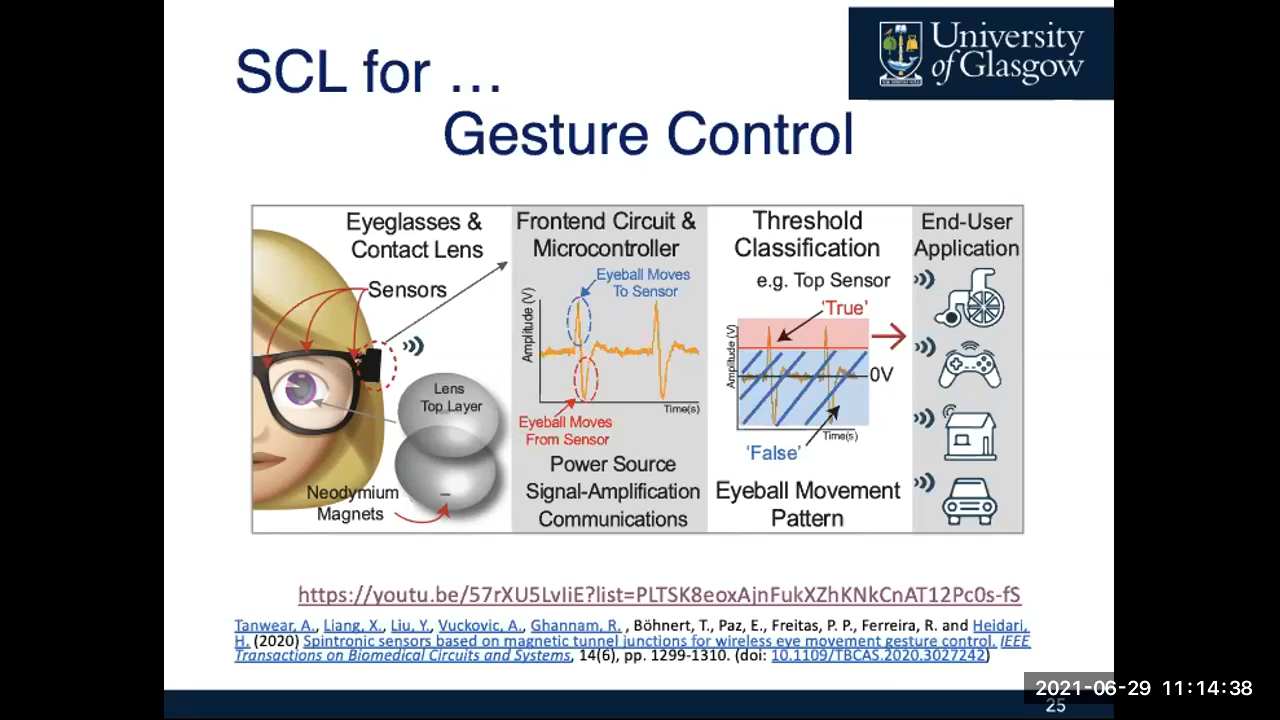 University
of Glasgow
SCL for ...
Gesture Control
Eyeglasses &
Contact Lens
Sensors
Lens
Top Layer
Neodymium
Magnets
Frontend Circuit &
Microcontroller
Eyeball Moves
To Sensor
Amplitude (V)
Time(s)
Eyeball Moves
From Sensor
Power Source
Signal-Amplification
Communications
Threshold
Classification
e.g. Top Sensor
'True'
Amplitude (V)
0V
Time(s)
'False'
Eyeball Movement
Pattern
End-User
Application
https://youtu.be/57rXU5LvIiE?list=PLTSK8eoxAjnFukXZhKNkCnAT12Pc0s-fS
Tanwear, A., Liang, X., Liu, Y., Vuckovic, A., Ghannam, R. , Böhnert, T., Paz, E., Freitas, P. P., Ferreira, R. and Heidari,
H. (2020) Spintronic sensors based on magnetic tunnel junctions for wireless eye movement gesture control. IEEE
Transactions on Biomedical Circuits and Systems, 14(6), pp. 1299-1310. (doi: 10.1109/TBCAS.2020.3027242)
2021-06-29 11:14:38
25